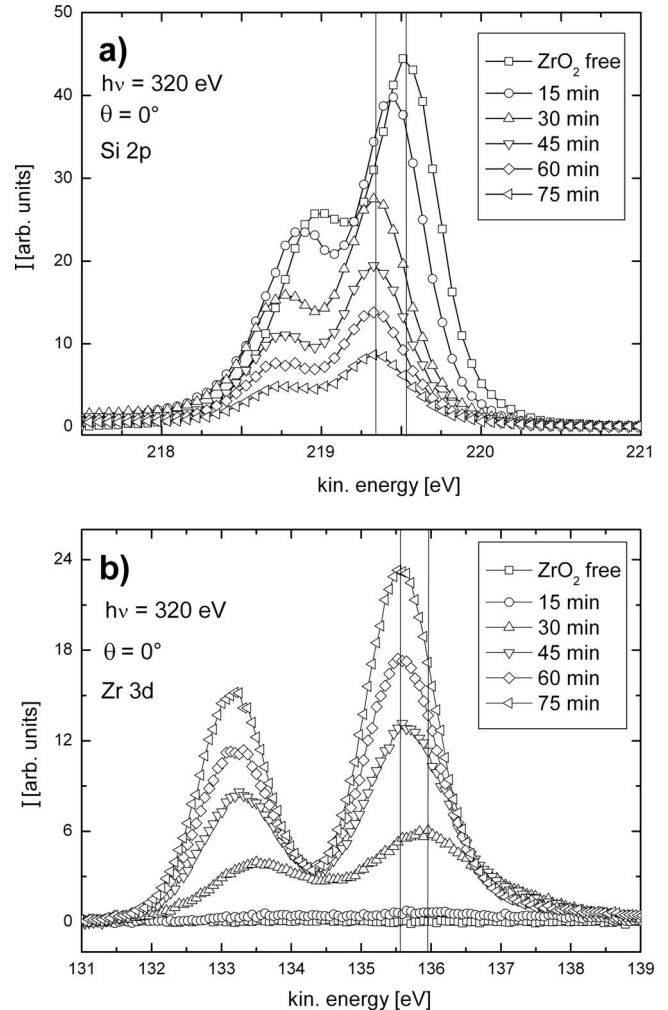 a)
hν = 320 eV
θ = 0°
Si 2p
ZrO₂ free
15 min
30 min
45 min
60 min
75 min
50
40
30
20
10
0
I [arb. units]
218 219 220 221
kin. energy [eV]
b)
hν = 320 eV
θ = 0°
Zr 3d
ZrO₂ free
15 min
30 min
45 min
60 min
75 min
24
18
12
6
0
I [arb. units]
131 132 133 134 135 136 137 138 139
kin. energy [eV]